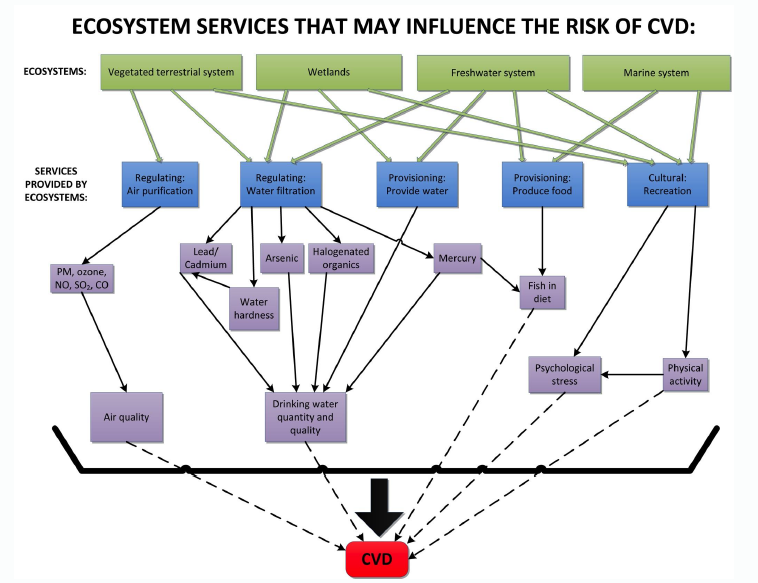 ECOSYSTEM SERVICES THAT MAY INFLUENCE THE RISK OF CVD:
ECOSYSTEMS:
Vegetated terrestrial system
Wetlands
Freshwater system
Marine system
SERVICES
PROVIDED BY
ECOSYSTEMS:
Regulating:
Air purification
Regulating:
Water filtration
Provisioning:
Provide water
Provisioning:
Produce food
Cultural:
Recreation
PM, ozone,
NO, SO₂, CO
Lead/
Cadmium
Arsenic
Halogenated
organics
Mercury
Water
hardness
Fish in
diet
Psychological
stress
Physical
activity
Air quality
Drinking water
quantity and
quality
CVD